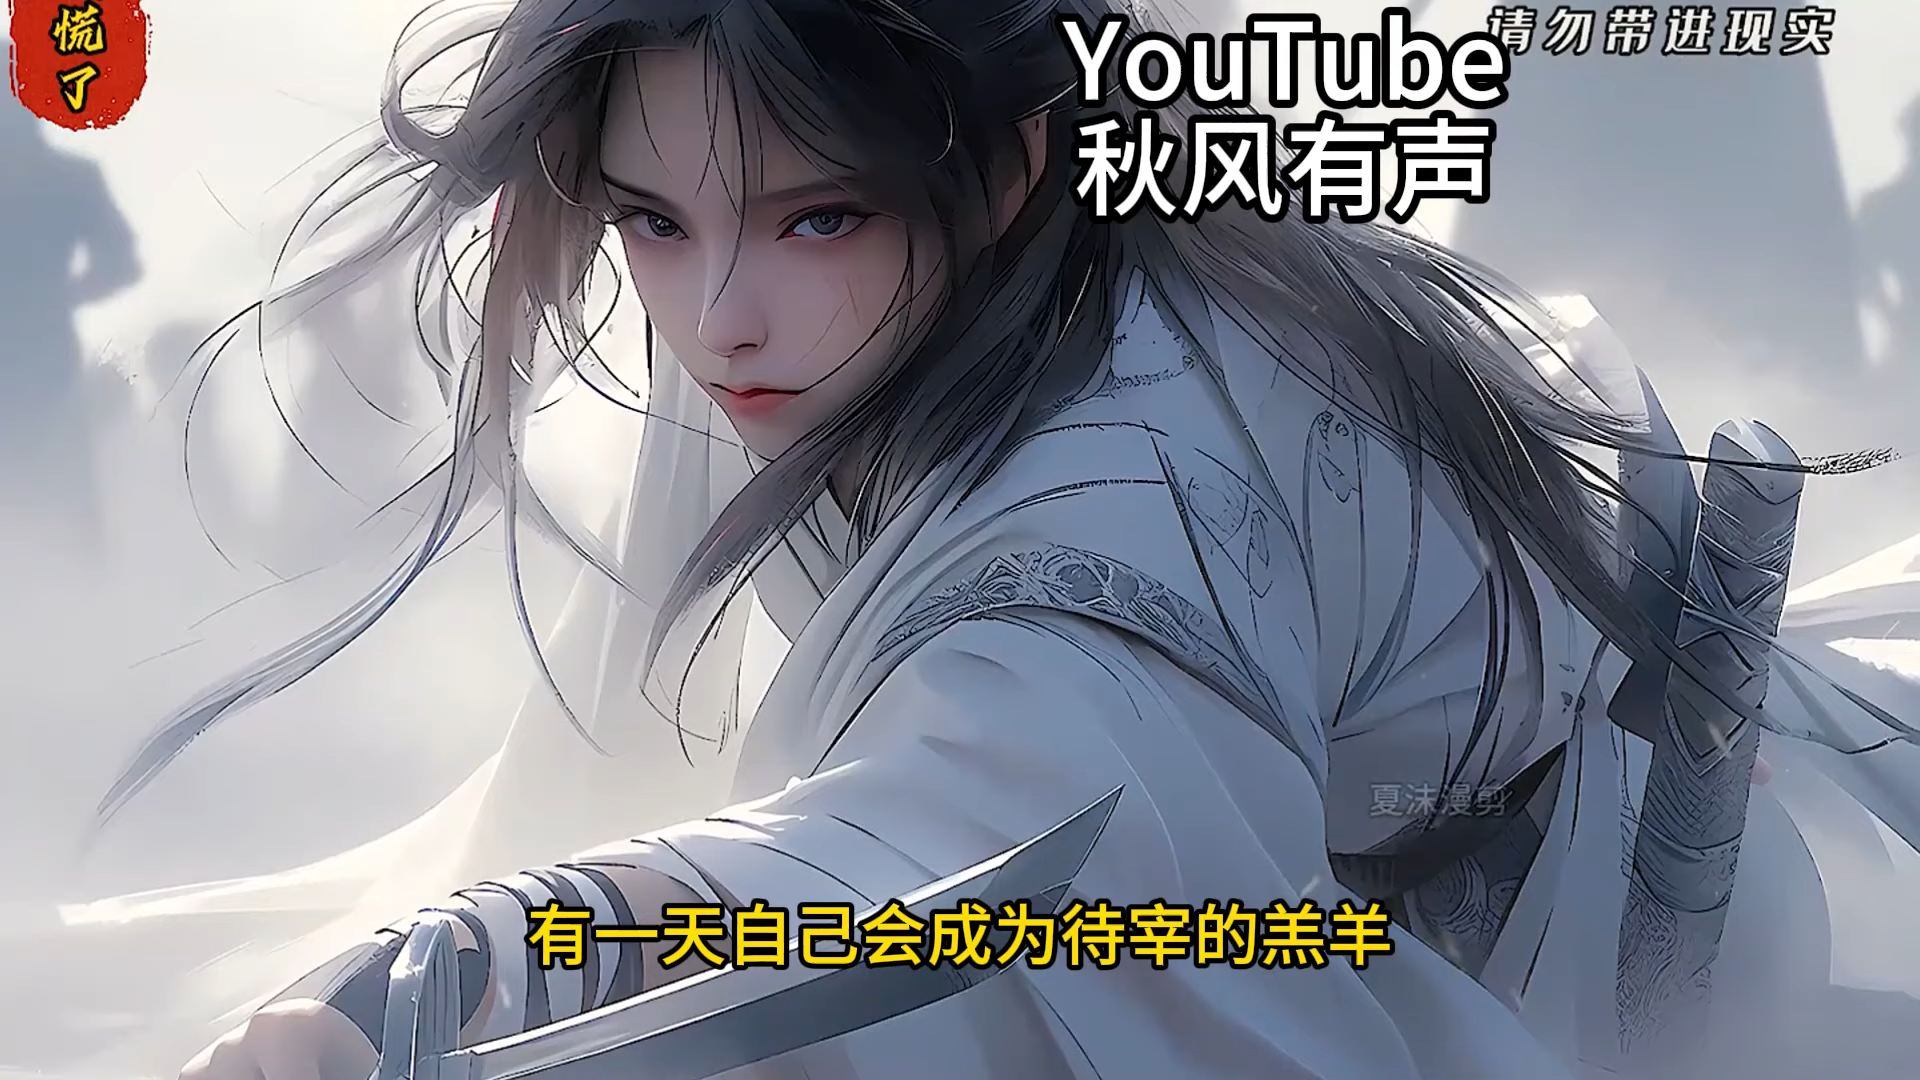 慌了
YouTube
秋风有声
请勿带进现实
夏沫漫剪
有一天自己会成为待宰的羔羊